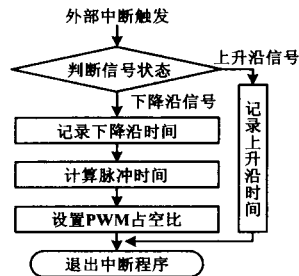 外部中断触发
判断信号状态
上升沿信号
下降沿信号
记录下降沿时间
记录上升沿时间
计算脉冲时间
设置PWM占空比
退出中断程序